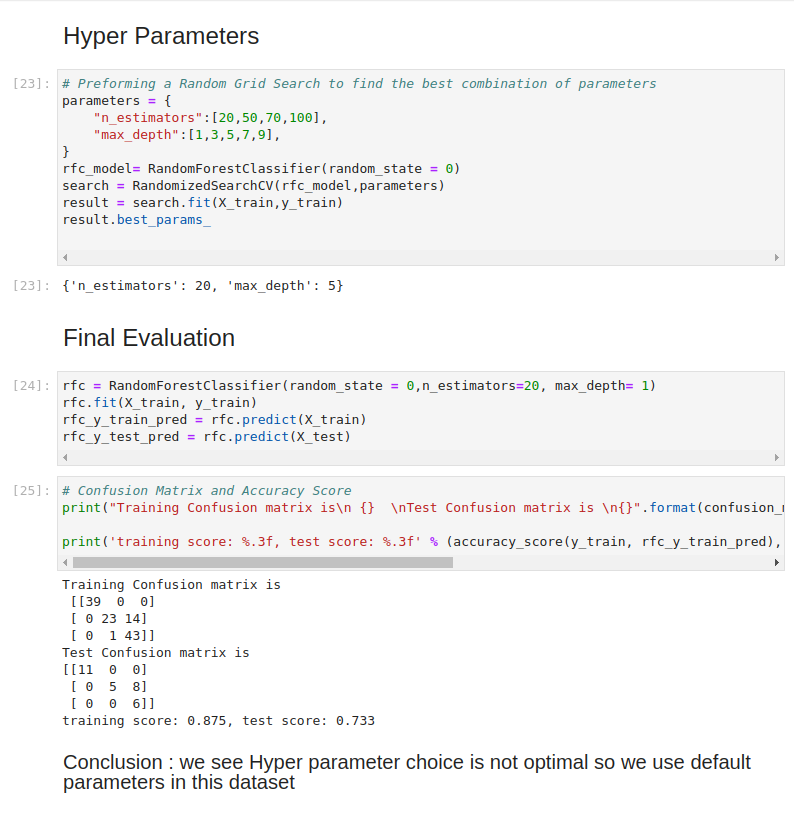 Hyper Parameters
[23]: # Preforming a Random Grid Search to find the best combination of parameters
parameters = {
    "n_estimators":[20,50,70,100],
    "max_depth":[1,3,5,7,9],
}
rfc_model= RandomForestClassifier(random_state = 0)
search = RandomizedSearchCV(rfc_model,parameters)
result = search.fit(X_train,y_train)
result.best_params_
[23]: {'n_estimators': 20, 'max_depth': 5}
Final Evaluation
[24]: rfc = RandomForestClassifier(random_state = 0,n_estimators=20, max_depth= 1)
rfc.fit(X_train, y_train)
rfc_y_train_pred = rfc.predict(X_train)
rfc_y_test_pred = rfc.predict(X_test)
[25]: # Confusion Matrix and Accuracy Score
print("Training Confusion matrix is\n {}  \nTest Confusion matrix is \n{}".format(confusion_
print('training score: %.3f, test score: %.3f' % (accuracy_score(y_train, rfc_y_train_pred),
Training Confusion matrix is
 [[39  0  0]
 [ 0 23 14]
 [ 0  1 43]]
Test Confusion matrix is
[[11  0  0]
 [ 0  5  8]
 [ 0  0  6]]
training score: 0.875, test score: 0.733
Conclusion : we see Hyper parameter choice is not optimal so we use default
parameters in this dataset